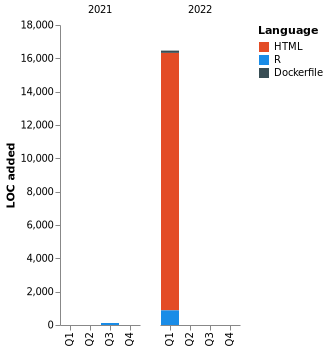 2021 2022
Language
HTML
R
Dockerfile
LOC added
18,000
16,000
14,000
12,000
10,000
8,000
6,000
4,000
2,000
0
Q1 Q2 Q3 Q4 Q1 Q2 Q3 Q4